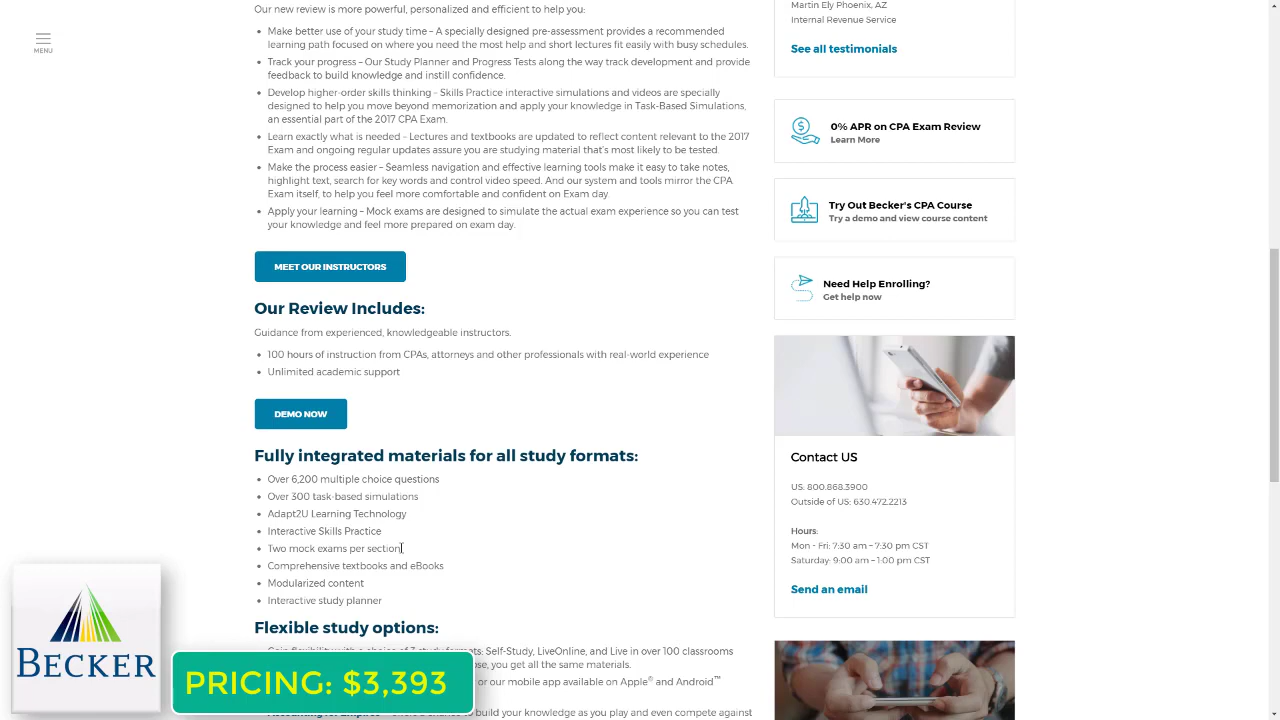 Our new review is more powerful, personalized and efficient to help you:
MENU
Make better use of your study time – A specially designed pre-assessment provides a recommended
learning path focused on where you need the most help and short lectures fit easily with busy schedules.
Track your progress – Our Study Planner and Progress Tests along the way track development and provide
feedback to build knowledge and instill confidence.
Develop higher-order skills thinking – Skills Practice interactive simulations and videos are specially
designed to help you move beyond memorization and apply your knowledge in Task-Based Simulations,
an essential part of the 2017 CPA Exam.
Learn exactly what is needed – Lectures and textbooks are updated to reflect content relevant to the 2017
Exam and ongoing regular updates assure you are studying material that's most likely to be tested.
Make the process easier – Seamless navigation and effective learning tools make it easy to take notes,
highlight text, search for key words and control video speed. And our system and tools mirror the CPA
Exam itself, to help you feel more comfortable and confident on Exam day.
Apply your learning – Mock exams are designed to simulate the actual exam experience so you can test
your knowledge and feel more prepared on exam day.
MEET OUR INSTRUCTORS
Our Review Includes:
Guidance from experienced, knowledgeable instructors.
100 hours of instruction from CPAs, attorneys and other professionals with real-world experience
Unlimited academic support
DEMO NOW
Fully integrated materials for all study formats:
Over 6,200 multiple choice questions
Over 300 task-based simulations
Adapt2U Learning Technology
Interactive Skills Practice
Two mock exams per section
Comprehensive textbooks and eBooks
Modularized content
Interactive study planner
Flexible study options:
Gain flexibility with a choice of 3 study formats: Self-Study, LiveOnline, and Live in over 100 classrooms
you get all the same materials.
or our mobile app available on Apple® and Android™
build your knowledge as you play and even compete against
Martin Ely Phoenix, AZ
Internal Revenue Service
See all testimonials
0% APR on CPA Exam Review
Learn More
Try Out Becker's CPA Course
Try a demo and view course content
Need Help Enrolling?
Get help now
Contact US
US: 800.868.3900
Outside of US: 630.472.2213
Hours:
Mon - Fri: 7:30 am – 7:30 pm CST
Saturday: 9:00 am – 1:00 pm CST
Send an email
BECKER
PRICING: $3,393